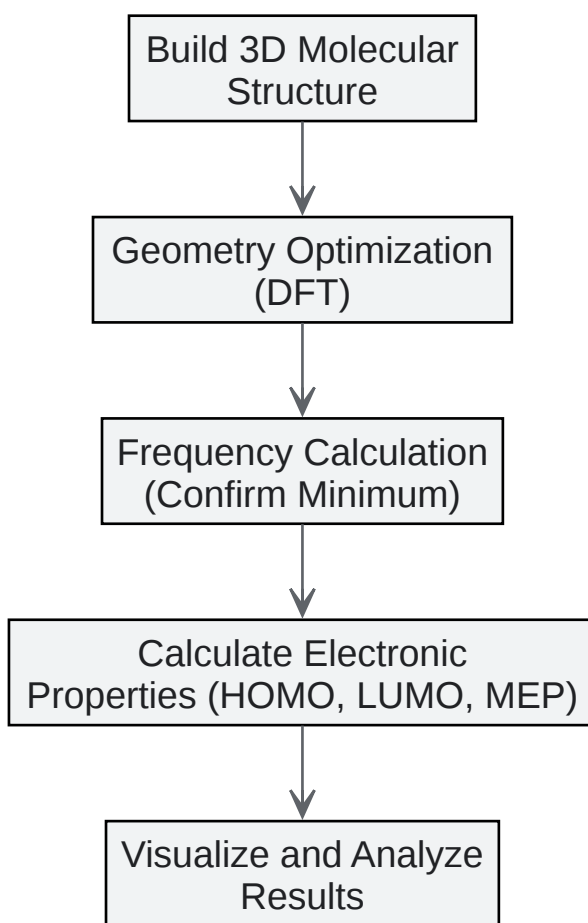 Build 3D Molecular
Structure
Geometry Optimization
(DFT)
Frequency Calculation
(Confirm Minimum)
Calculate Electronic
Properties (HOMO, LUMO, MEP)
Visualize and Analyze
Results